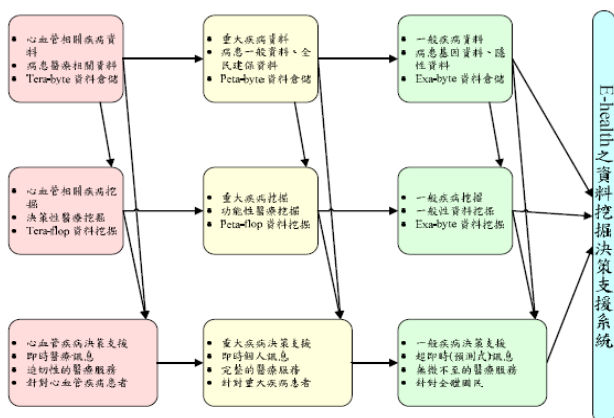 心血管相關疾病資
料
病患醫療相關資料
Tera-byte 資料倉儲
重大疾病資料
病患一般資料、全
民健保資料
Peta-byte 資料倉儲
一般疾病資料
病患基因資料、隱
性資料
Exa-byte 資料倉儲
心血管相關疾病挖
掘
決策性醫療挖掘
Tera-flop 資料挖掘
重大疾病挖掘
功能性醫療挖掘
Peta-flop 資料挖掘
一般疾病挖掘
一般性資料挖掘
Exa-byte 資料挖掘
心血管疾病決策支援
即時醫療訊息
迫切性的醫療服務
針對心血管疾病患者
重大疾病決策支援
即時個人訊息
完整的醫療服務
針對重大疾病患者
一般疾病決策支援
超即時(預測式)訊息
無微不至的醫療服務
針對全體國民
E-health之資料挖掘決策支援系統